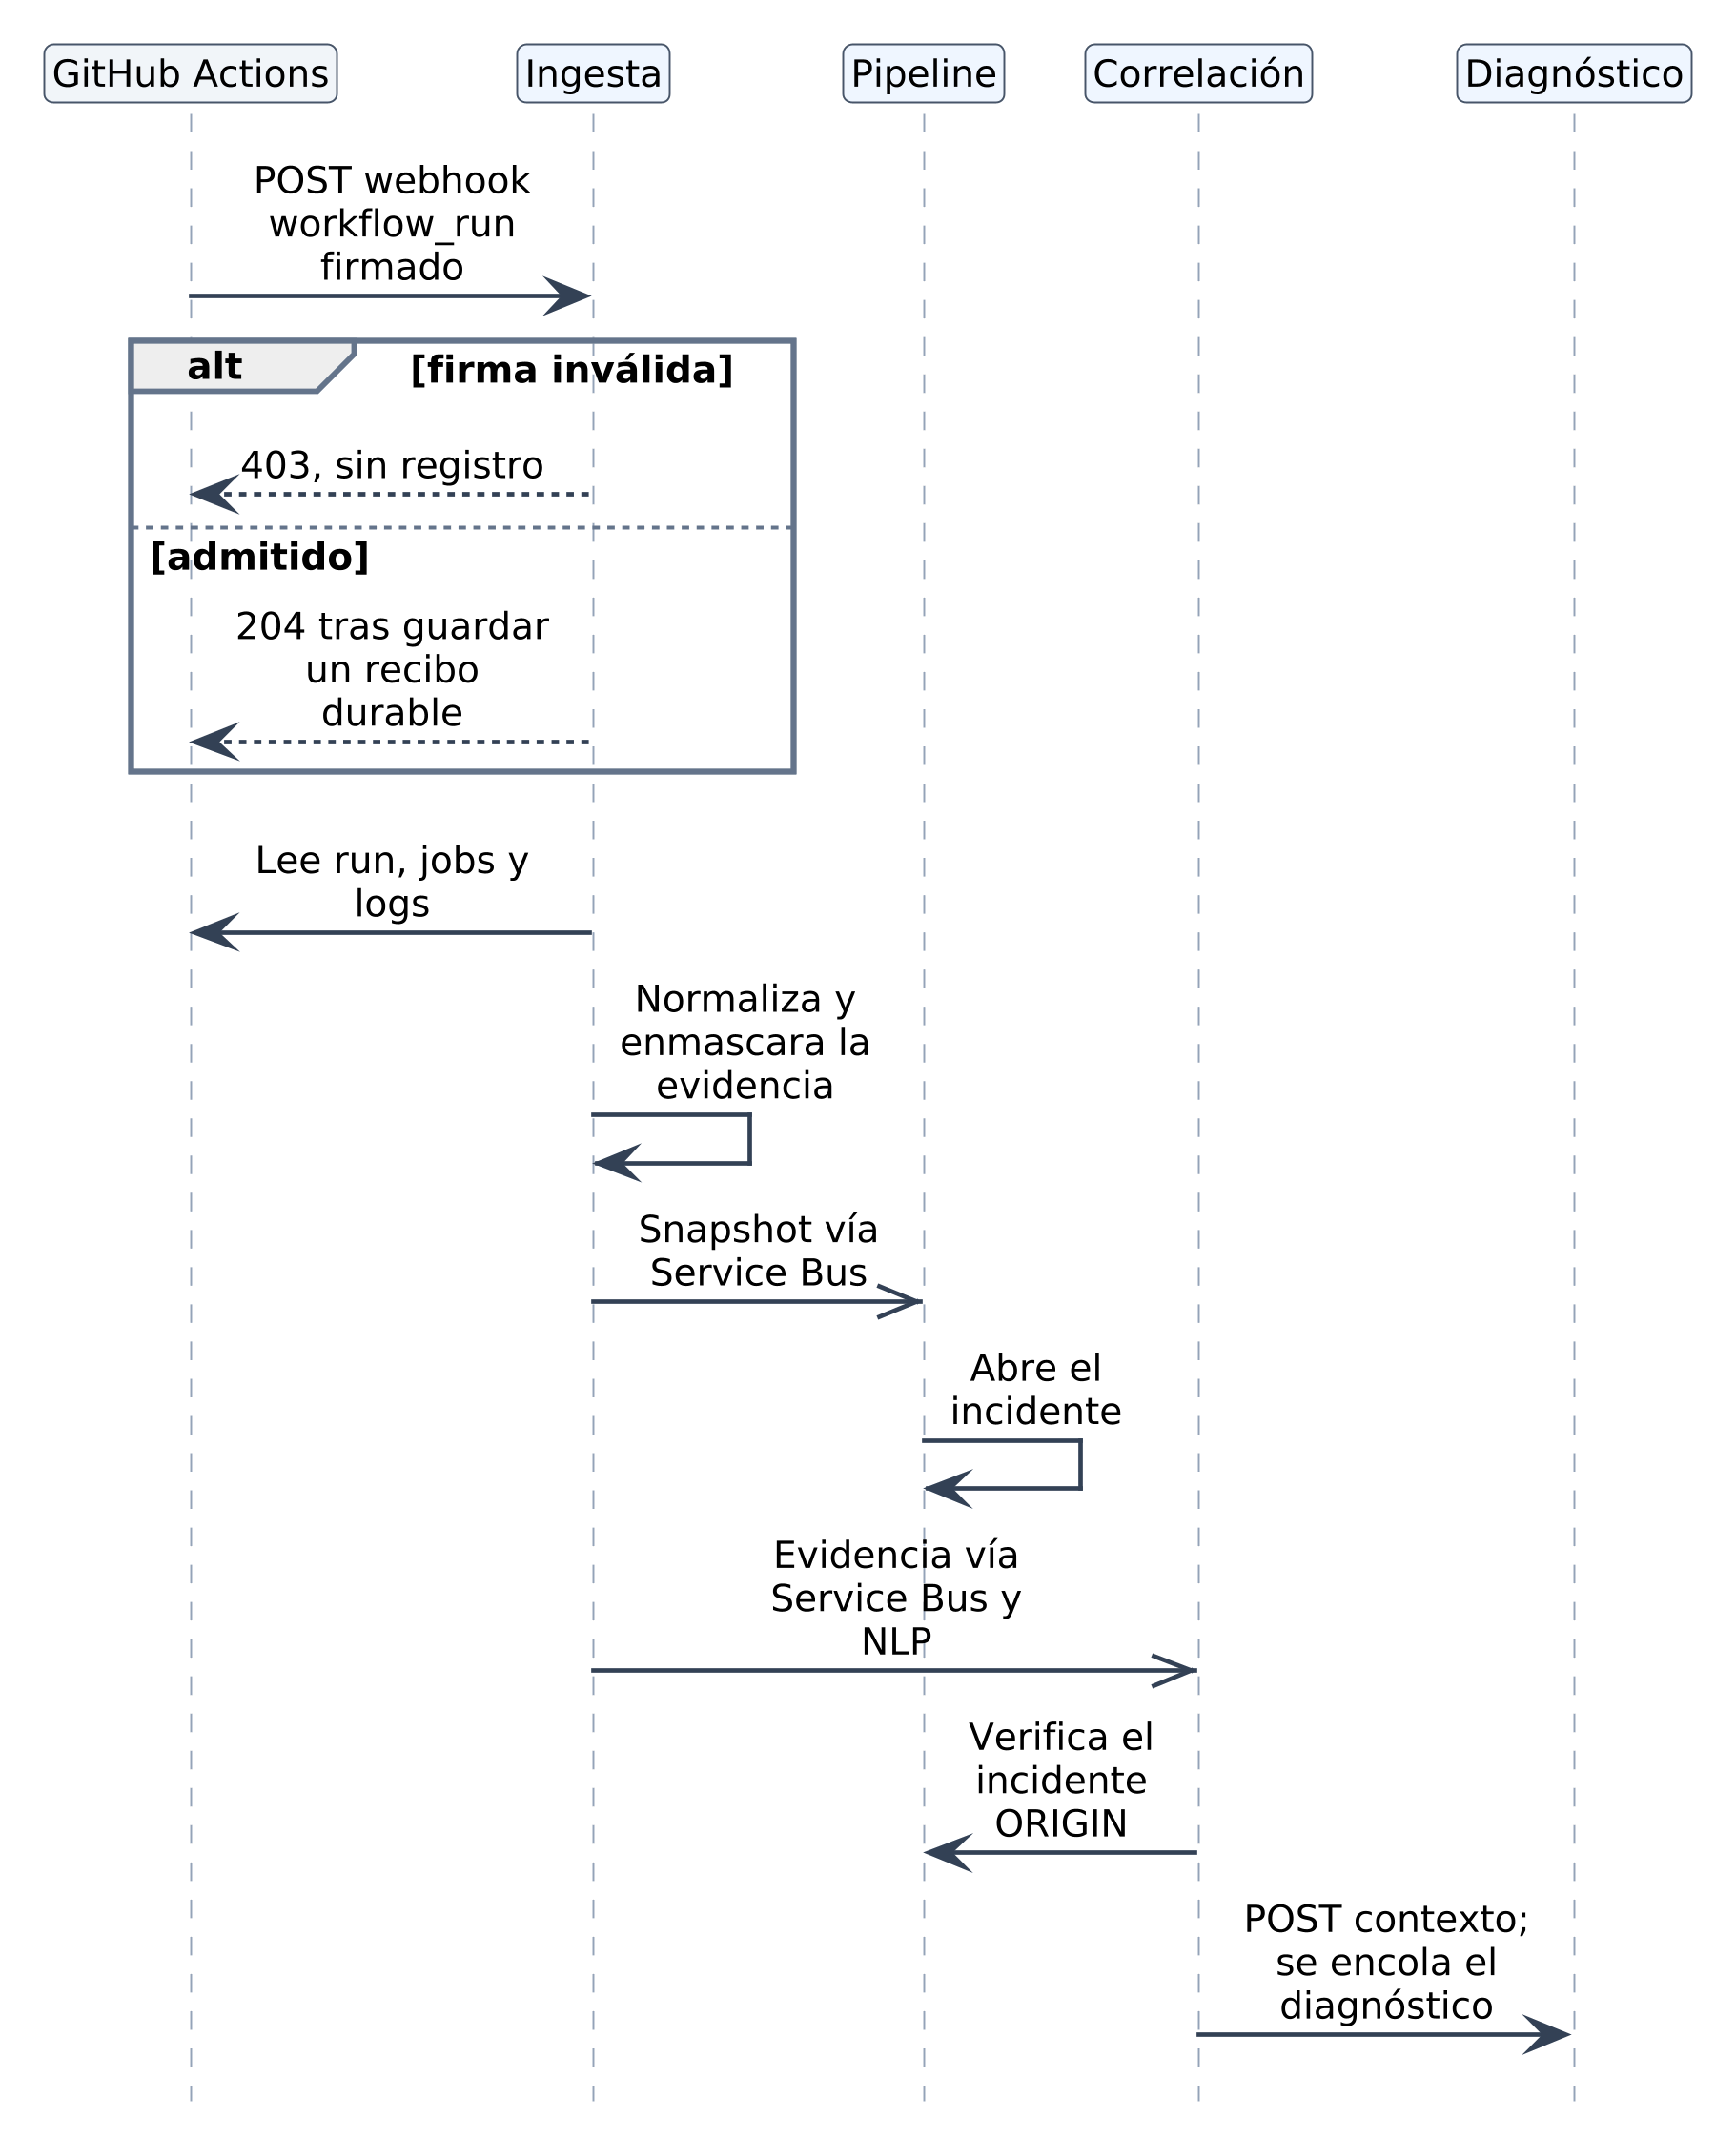 GitHub Actions
Ingesta
Pipeline
Correlación
Diagnóstico
POST webhook
workflow_run
firmado
alt
[firma inválida]
403, sin registro
[admitido]
204 tras guardar
un recibo
durable
Lee run, jobs y
logs
Normaliza y
enmascara la
evidencia
Snapshot vía
Service Bus
Abre el
incidente
Evidencia vía
Service Bus y
NLP
Verifica el
incidente
ORIGIN
POST contexto;
se encola el
diagnóstico